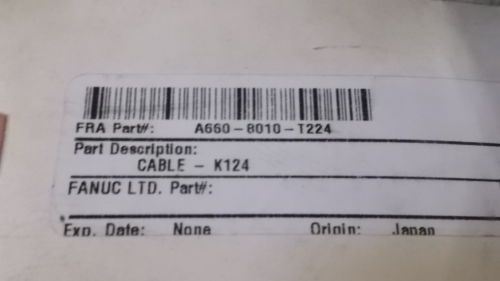 FRA Part#: A660-8010-T224
Part Description:
CABLE - K124
FANUC LTD. Part#:
Exp. Date: None Origin: Japan